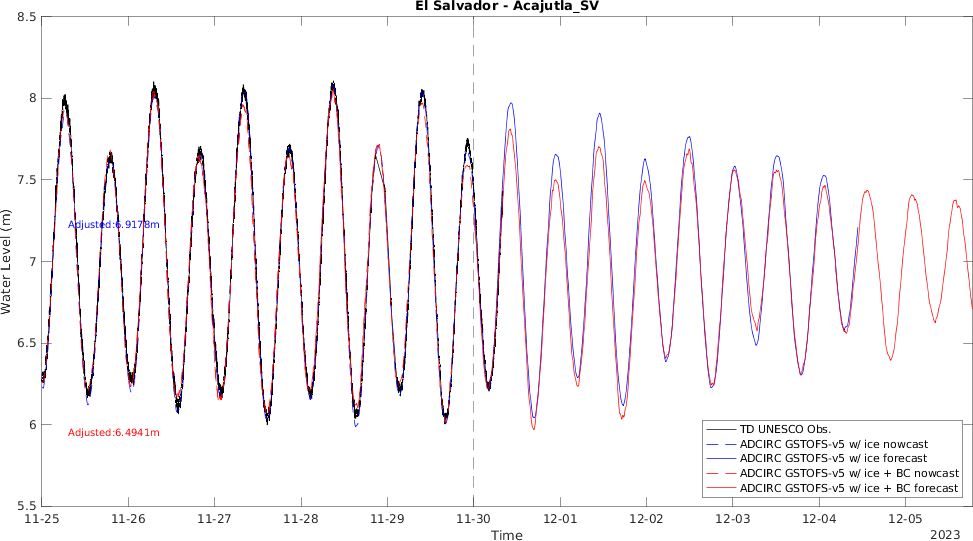 El Salvador - Acajutla_SV
8.5
8
7.5
7
6.5
6
5.5
Water Level (m)
Adjusted:6.9178m
Adjusted:6.4941m
TD UNESCO Obs.
ADCIRC GSTOFS-v5 w/ ice nowcast
ADCIRC GSTOFS-v5 w/ ice forecast
ADCIRC GSTOFS-v5 w/ ice + BC nowcast
ADCIRC GSTOFS-v5 w/ ice + BC forecast
11-25 11-26 11-27 11-28 11-29 11-30 12-01 12-02 12-03 12-04 12-05
Time
2023